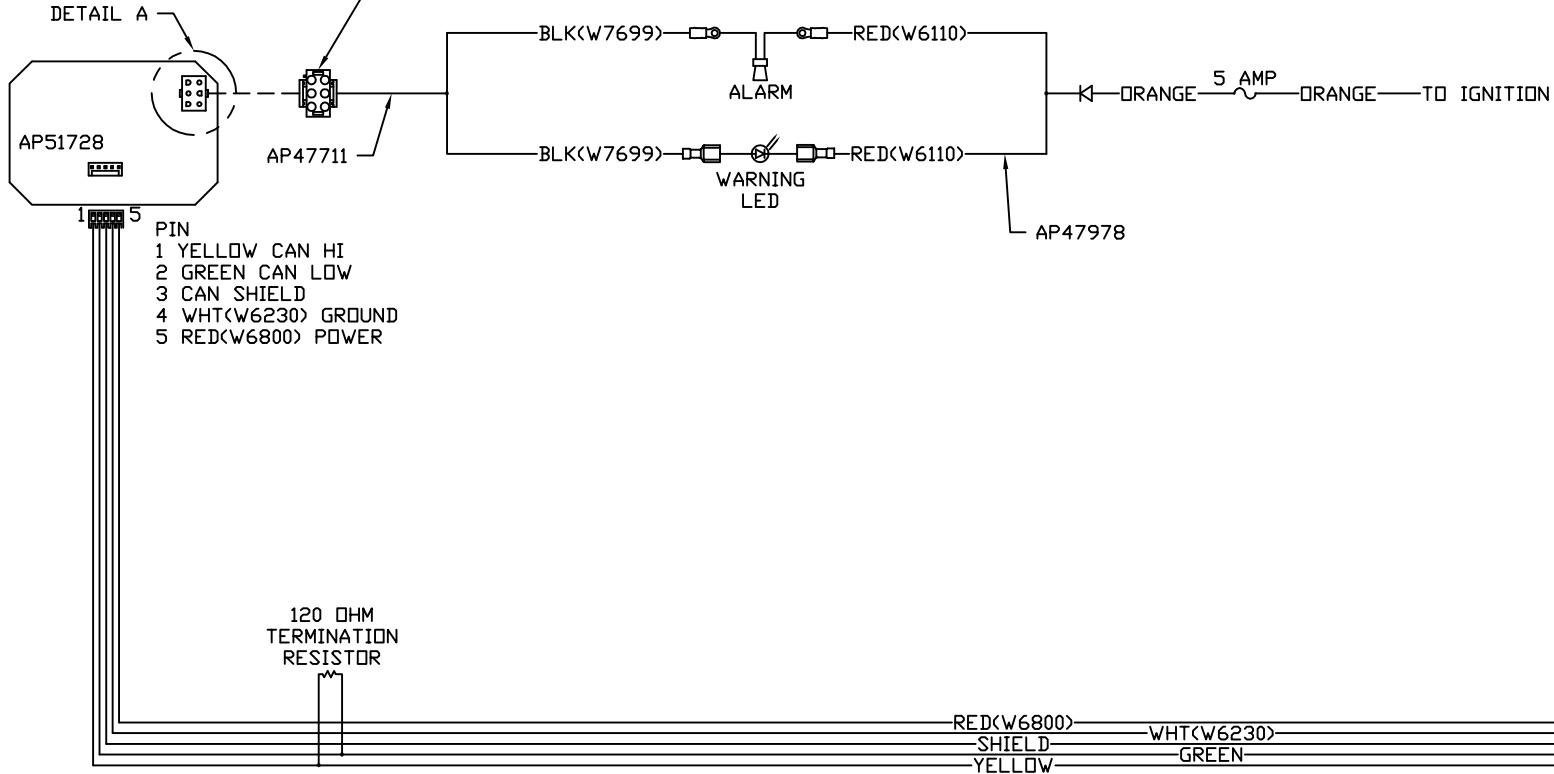 DETAIL A
BLK(W7699)
RED(W6110)
ALARM
5 AMP
ORANGE
ORANGE
TO IGNITION
AP51728
AP47711
BLK(W7699)
RED(W6110)
WARNING
LED
AP47978
1
5
PIN
1 YELLOW CAN HI
2 GREEN CAN LOW
3 CAN SHIELD
4 WHT(W6230) GROUND
5 RED(W6800) POWER
120 OHM
TERMINATION
RESISTOR
RED(W6800)
WHT(W6230)
SHIELD
GREEN
YELLOW